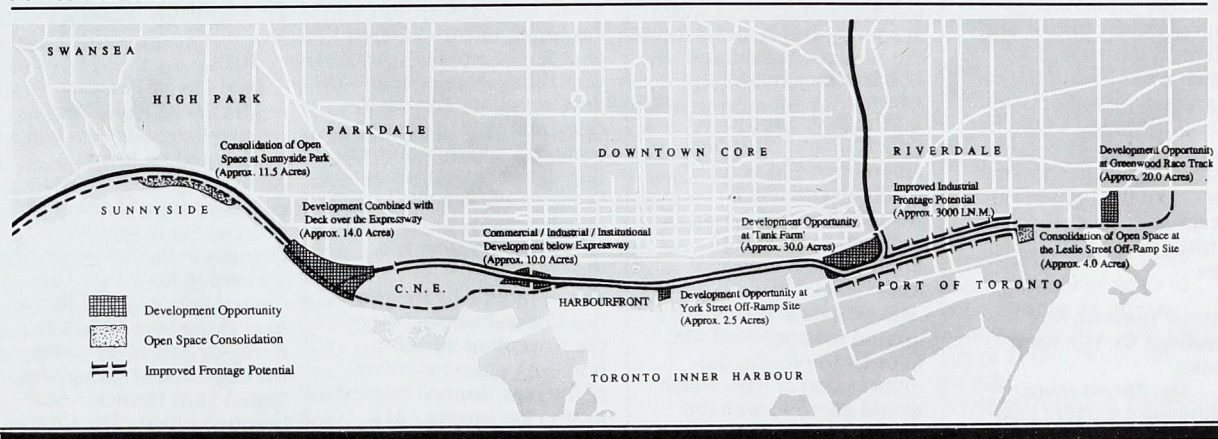 SWANSEA
HIGH PARK
PARKDALE
Consolidation of Open
Space at Sunnyside Park
(Approx. 11.5 Acres)
DOWNTOWN CORE
RIVERDALE
Development Opportunity
at Greenwood Race Track
(Approx. 20.0 Acres)
SUNNYSIDE
Development Combined with
Deck over the Expressway
(Approx. 14.0 Acres)
Commercial / Industrial / Institutional
Development below Expressway
(Approx. 10.0 Acres)
Development Opportunity
at 'Tank Farm'
(Approx. 30.0 Acres)
Improved Industrial
Frontage Potential
(Approx. 3000 LN.M.)
Consolidation of Open Space at
the Leslie Street Off-Ramp Site
(Approx. 4.0 Acres)
C.N.E.
HARBOURFRONT
Development Opportunity at
York Street Off-Ramp Site
(Approx. 2.5 Acres)
PORT OF TORONTO
Development Opportunity
Open Space Consolidation
Improved Frontage Potential
TORONTO INNER HARBOUR